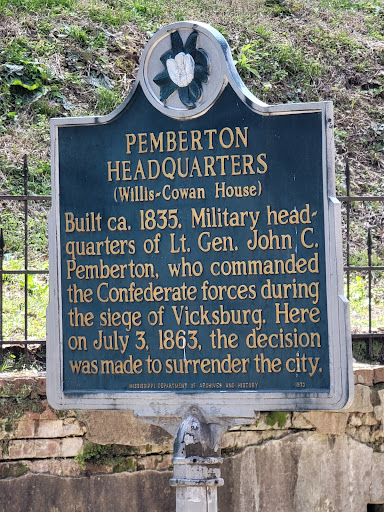 PEMBERTON
HEADQUARTERS
(Willis-Cowan House)
Built ca. 1835. Military head-
quarters of Lt. Gen. John C.
Pemberton, who commanded
the Confederate forces during
the siege of Vicksburg. Here
on July 3, 1863, the decision
was made to surrender the city.
MISSISSIPPI DEPARTMENT OF ARCHIVES AND HISTORY